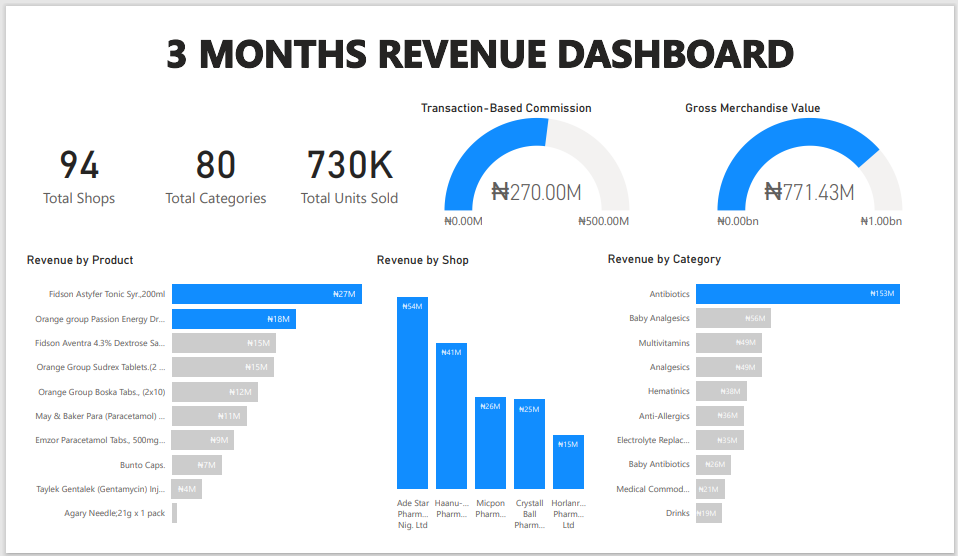 3 MONTHS REVENUE DASHBOARD
Transaction-Based Commission
Gross Merchandise Value
94
Total Shops
80
Total Categories
730K
Total Units Sold
₦270.00M
₦0.00M
₦500.00M
₦771.43M
₦0.00bn
₦1.00bn
Revenue by Product
Fidson Astyfer Tonic Syr.,200ml
₦27M
Orange group Passion Energy Dr...
₦18M
Fidson Aventra 4.3% Dextrose Sa...
₦15M
Orange Group Sudrex Tablets.(2 ...
₦15M
Orange Group Boska Tabs., (2x10)
₦12M
May & Baker Para (Paracetamol) ...
₦11M
Emzor Paracetamol Tabs., 500mg...
₦9M
Bunto Caps.
₦7M
Taylek Gentalek (Gentamycin) Inj...
₦4M
Agary Needle;21g x 1 pack
Revenue by Shop
₦54M
₦41M
₦26M
₦25M
₦15M
Ade Star
Pharm...
Nig. Ltd
Haanu-...
Pharm...
Micpon
Pharm...
Crystall
Ball
Pharm...
Horlanr...
Pharm...
Ltd
Revenue by Category
Antibiotics
₦153M
Baby Analgesics
₦56M
Multivitamins
₦49M
Analgesics
₦49M
Hematinics
₦38M
Anti-Allergics
₦36M
Electrolyte Replac...
₦35M
Baby Antibiotics
₦26M
Medical Commod...
₦21M
Drinks
₦19M